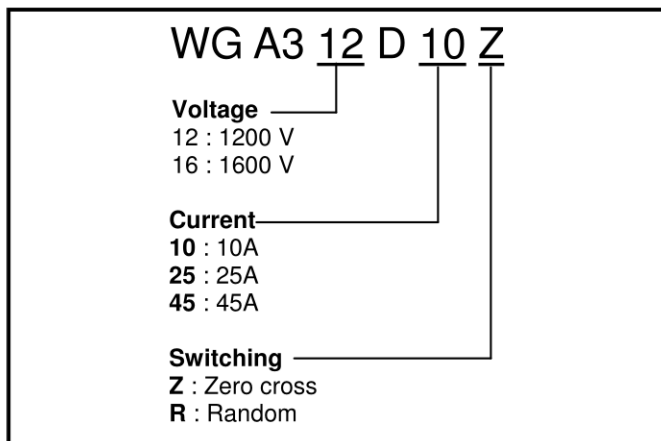 WG A3 12 D 10 Z
Voltage
12 : 1200 V
16 : 1600 V
Current
10 : 10A
25 : 25A
45 : 45A
Switching
Z : Zero cross
R : Random